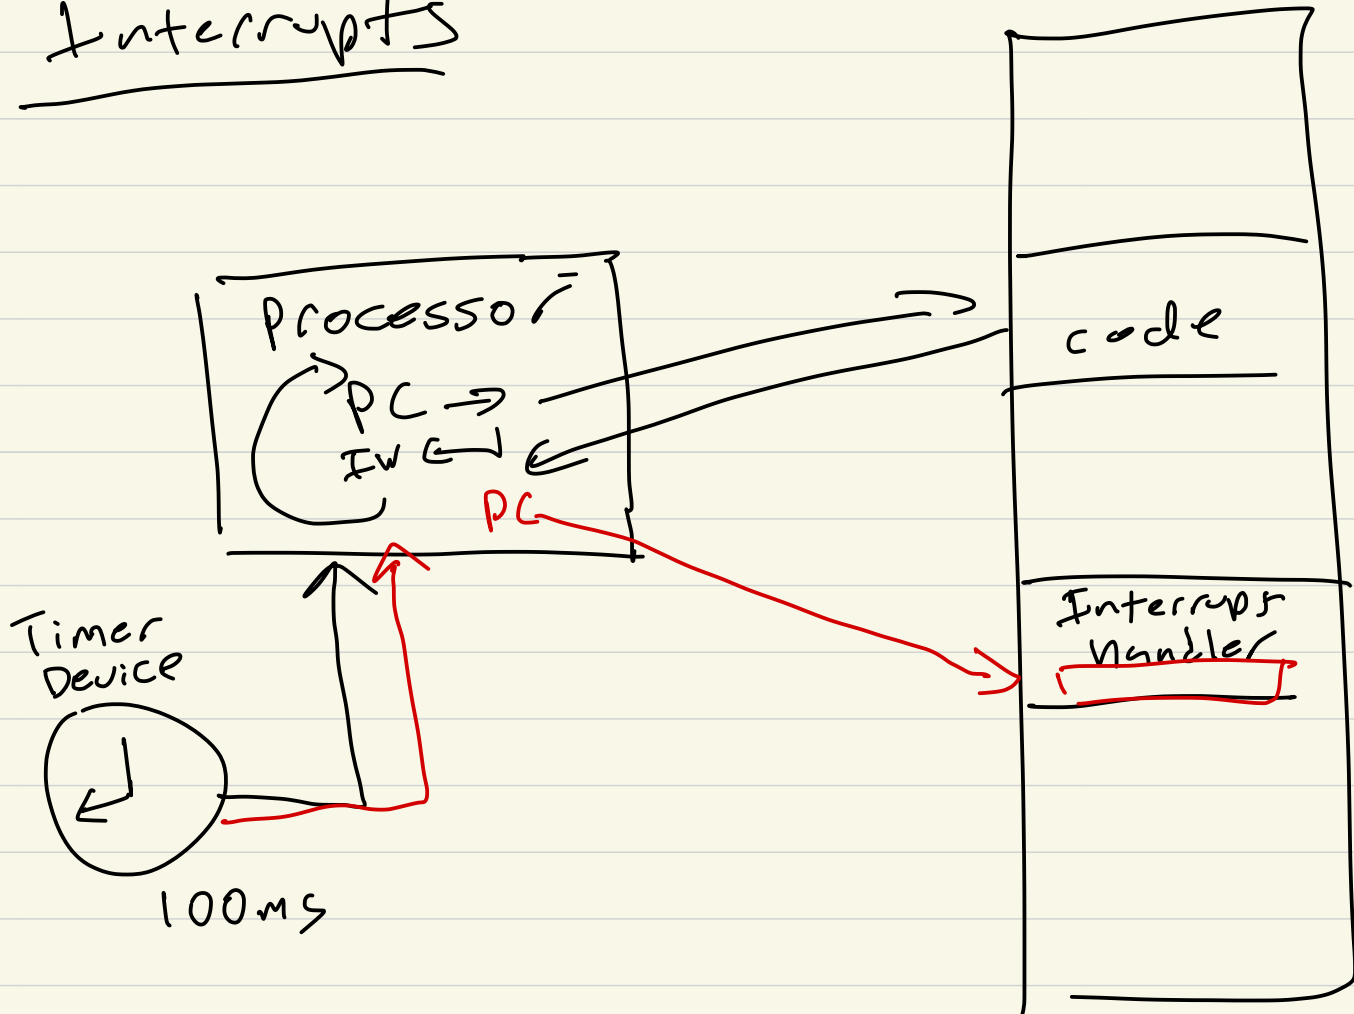 Interrupts
Processor
PC
IW
PC
code
Interrupt
Handler
Timer
Device
100ms